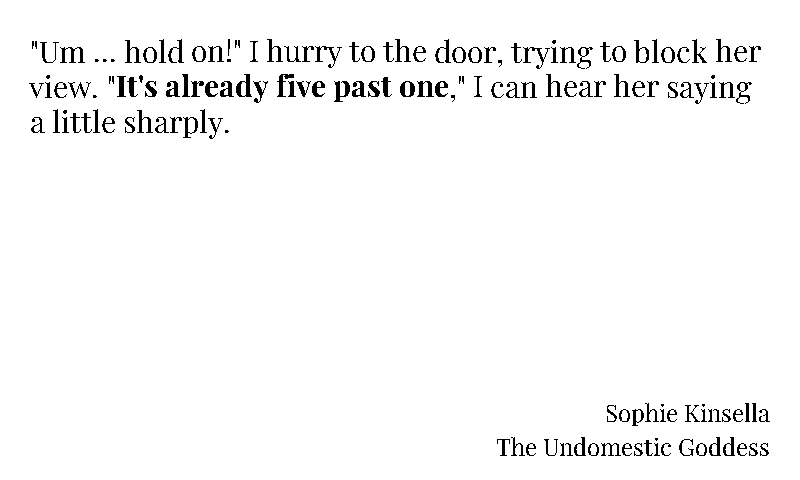 "Um ... hold on!" I hurry to the door, trying to block her
view. "It's already five past one," I can hear her saying
a little sharply.
Sophie Kinsella
The Undomestic Goddess